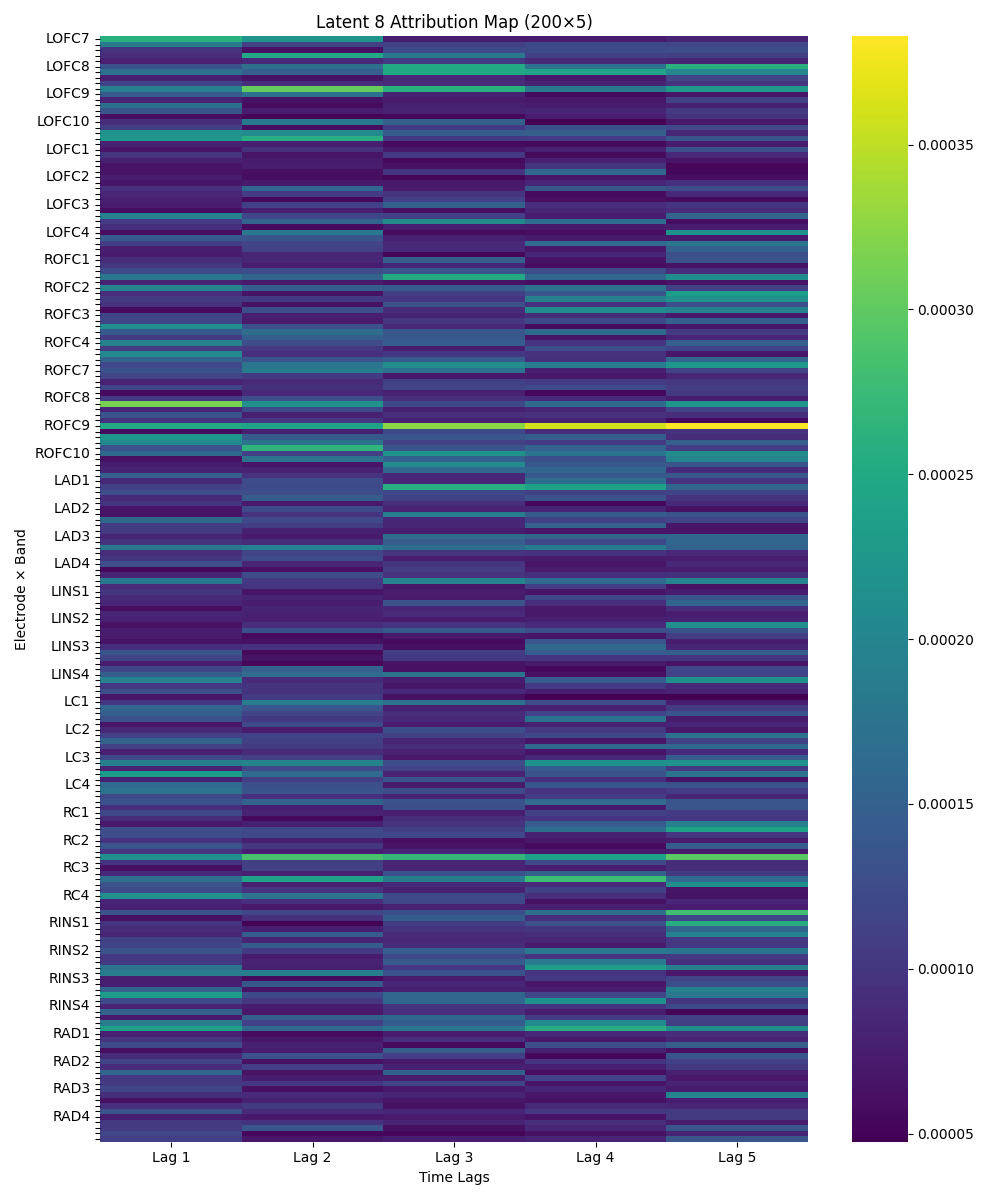 Latent 8 Attribution Map (200×5)
LOFC7
LOFC8
LOFC9
LOFC10
LOFC1
LOFC2
LOFC3
LOFC4
ROFC1
ROFC2
ROFC3
ROFC4
ROFC7
ROFC8
ROFC9
ROFC10
LAD1
LAD2
LAD3
LAD4
LINS1
LINS2
LINS3
LINS4
LC1
LC2
LC3
LC4
RC1
RC2
RC3
RC4
RINS1
RINS2
RINS3
RINS4
RAD1
RAD2
RAD3
RAD4
Electrode × Band
Lag 1 Lag 2 Lag 3 Lag 4 Lag 5
Time Lags
0.00035
0.00030
0.00025
0.00020
0.00015
0.00010
0.00005